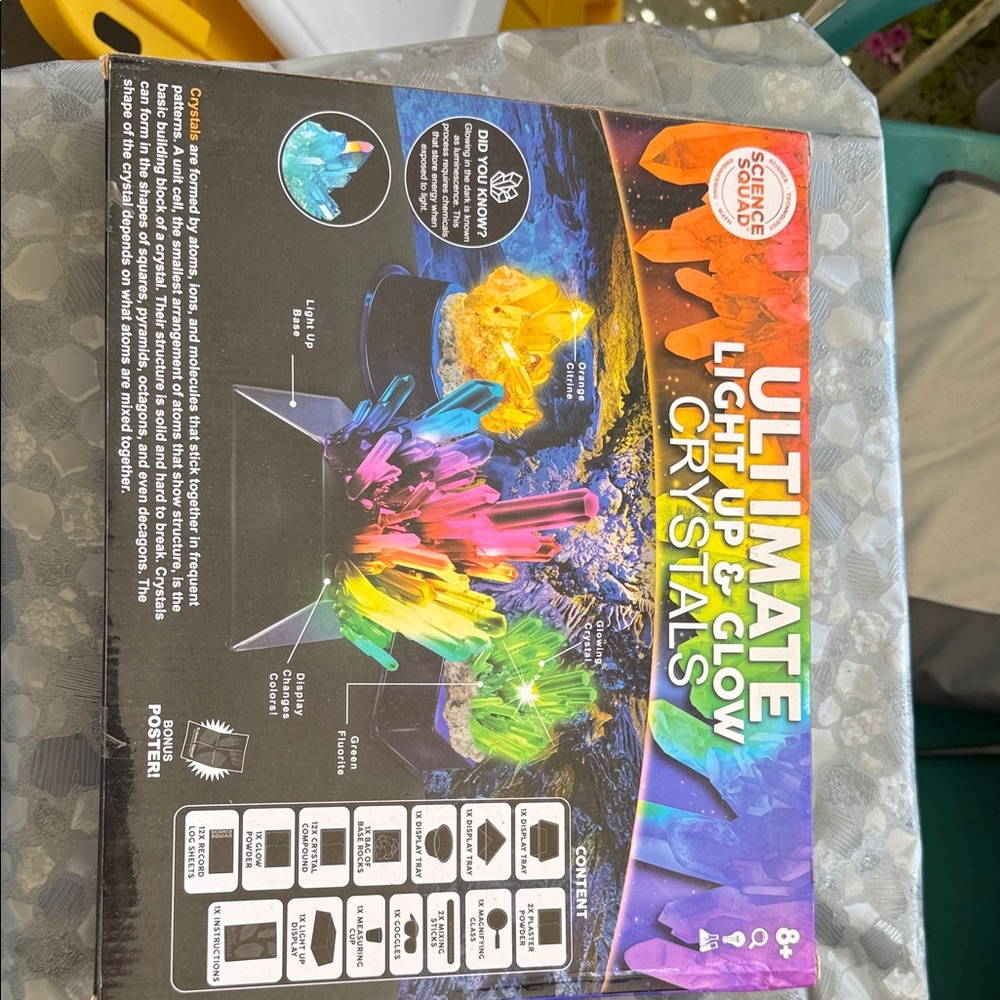 SCIENCE · TECHNOLOGY
SCIENCE
SQUAD
ENGINEERING · MATHS
ULTIMATE
LIGHT UP & GLOW
CRYSTALS
8+
DID YOU KNOW?
Glowing in the dark is known
as luminescence. This
process requires chemicals
that store energy when
exposed to light.
Orange
Citrine
Glowing
Crystal
Light Up
Base
Display
Changes
Colors!
Green
Fluorite
Crystals are formed by atoms, ions, and molecules that stick together in frequent
patterns. A unit cell, the smallest arrangement of atoms that show structure, is the
basic building block of a crystal. Their structure is solid and hard to break. Crystals
can form in the shapes of squares, pyramids, octagons, and even decagons. The
shape of the crystal depends on what atoms are mixed together.
BONUS
POSTER!
CONTENT
1X DISPLAY TRAY
2X PLASTER
POWDER
1X DISPLAY TRAY
1X MAGNIFYING
GLASS
1X DISPLAY TRAY
2X MIXING
STICKS
1X BAG OF
BASE ROCKS
1X GOGGLES
12X CRYSTAL
COMPOUND
1X MEASURING
CUP
1X GLOW
POWDER
1X LIGHT UP
DISPLAY
SCIENCE
SQUAD
12X RECORD
LOG SHEETS
1X INSTRUCTIONS